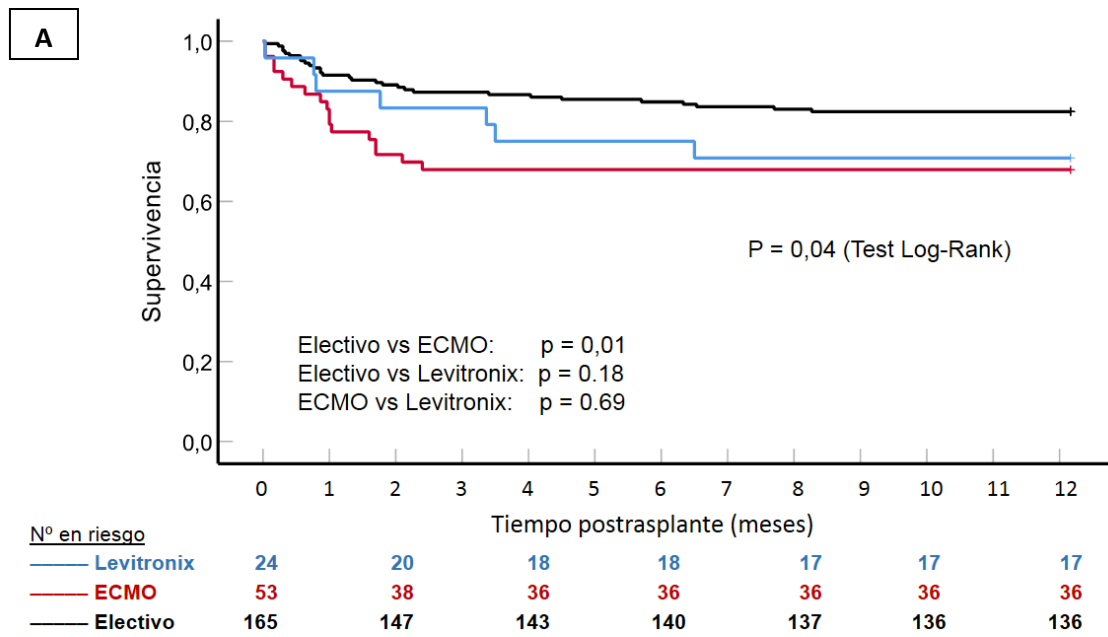 A
1,0
0,8
0,6
0,4
0,2
0,0
Supervivencia
P = 0,04 (Test Log-Rank)
Electivo vs ECMO: p = 0,01
Electivo vs Levitronix: p = 0.18
ECMO vs Levitronix: p = 0.69
0 1 2 3 4 5 6 7 8 9 10 11 12
Tiempo postrasplante (meses)
Nº en riesgo
Levitronix 24 20 18 18 17 17 17
ECMO 53 38 36 36 36 36 36
Electivo 165 147 143 140 137 136 136